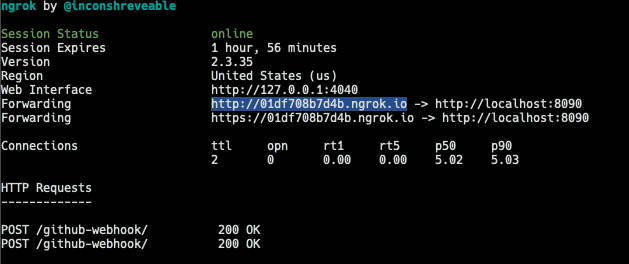 ngrok by @inconshreveable
Session Status online
Session Expires 1 hour, 56 minutes
Version 2.3.35
Region United States (us)
Web Interface http://127.0.0.1:4040
Forwarding http://01df708b7d4b.ngrok.io -> http://localhost:8090
Forwarding https://01df708b7d4b.ngrok.io -> http://localhost:8090
Connections ttl opn rt1 rt5 p50 p90
2 0 0.00 0.00 5.02 5.03
HTTP Requests
-------------
POST /github-webhook/ 200 OK
POST /github-webhook/ 200 OK